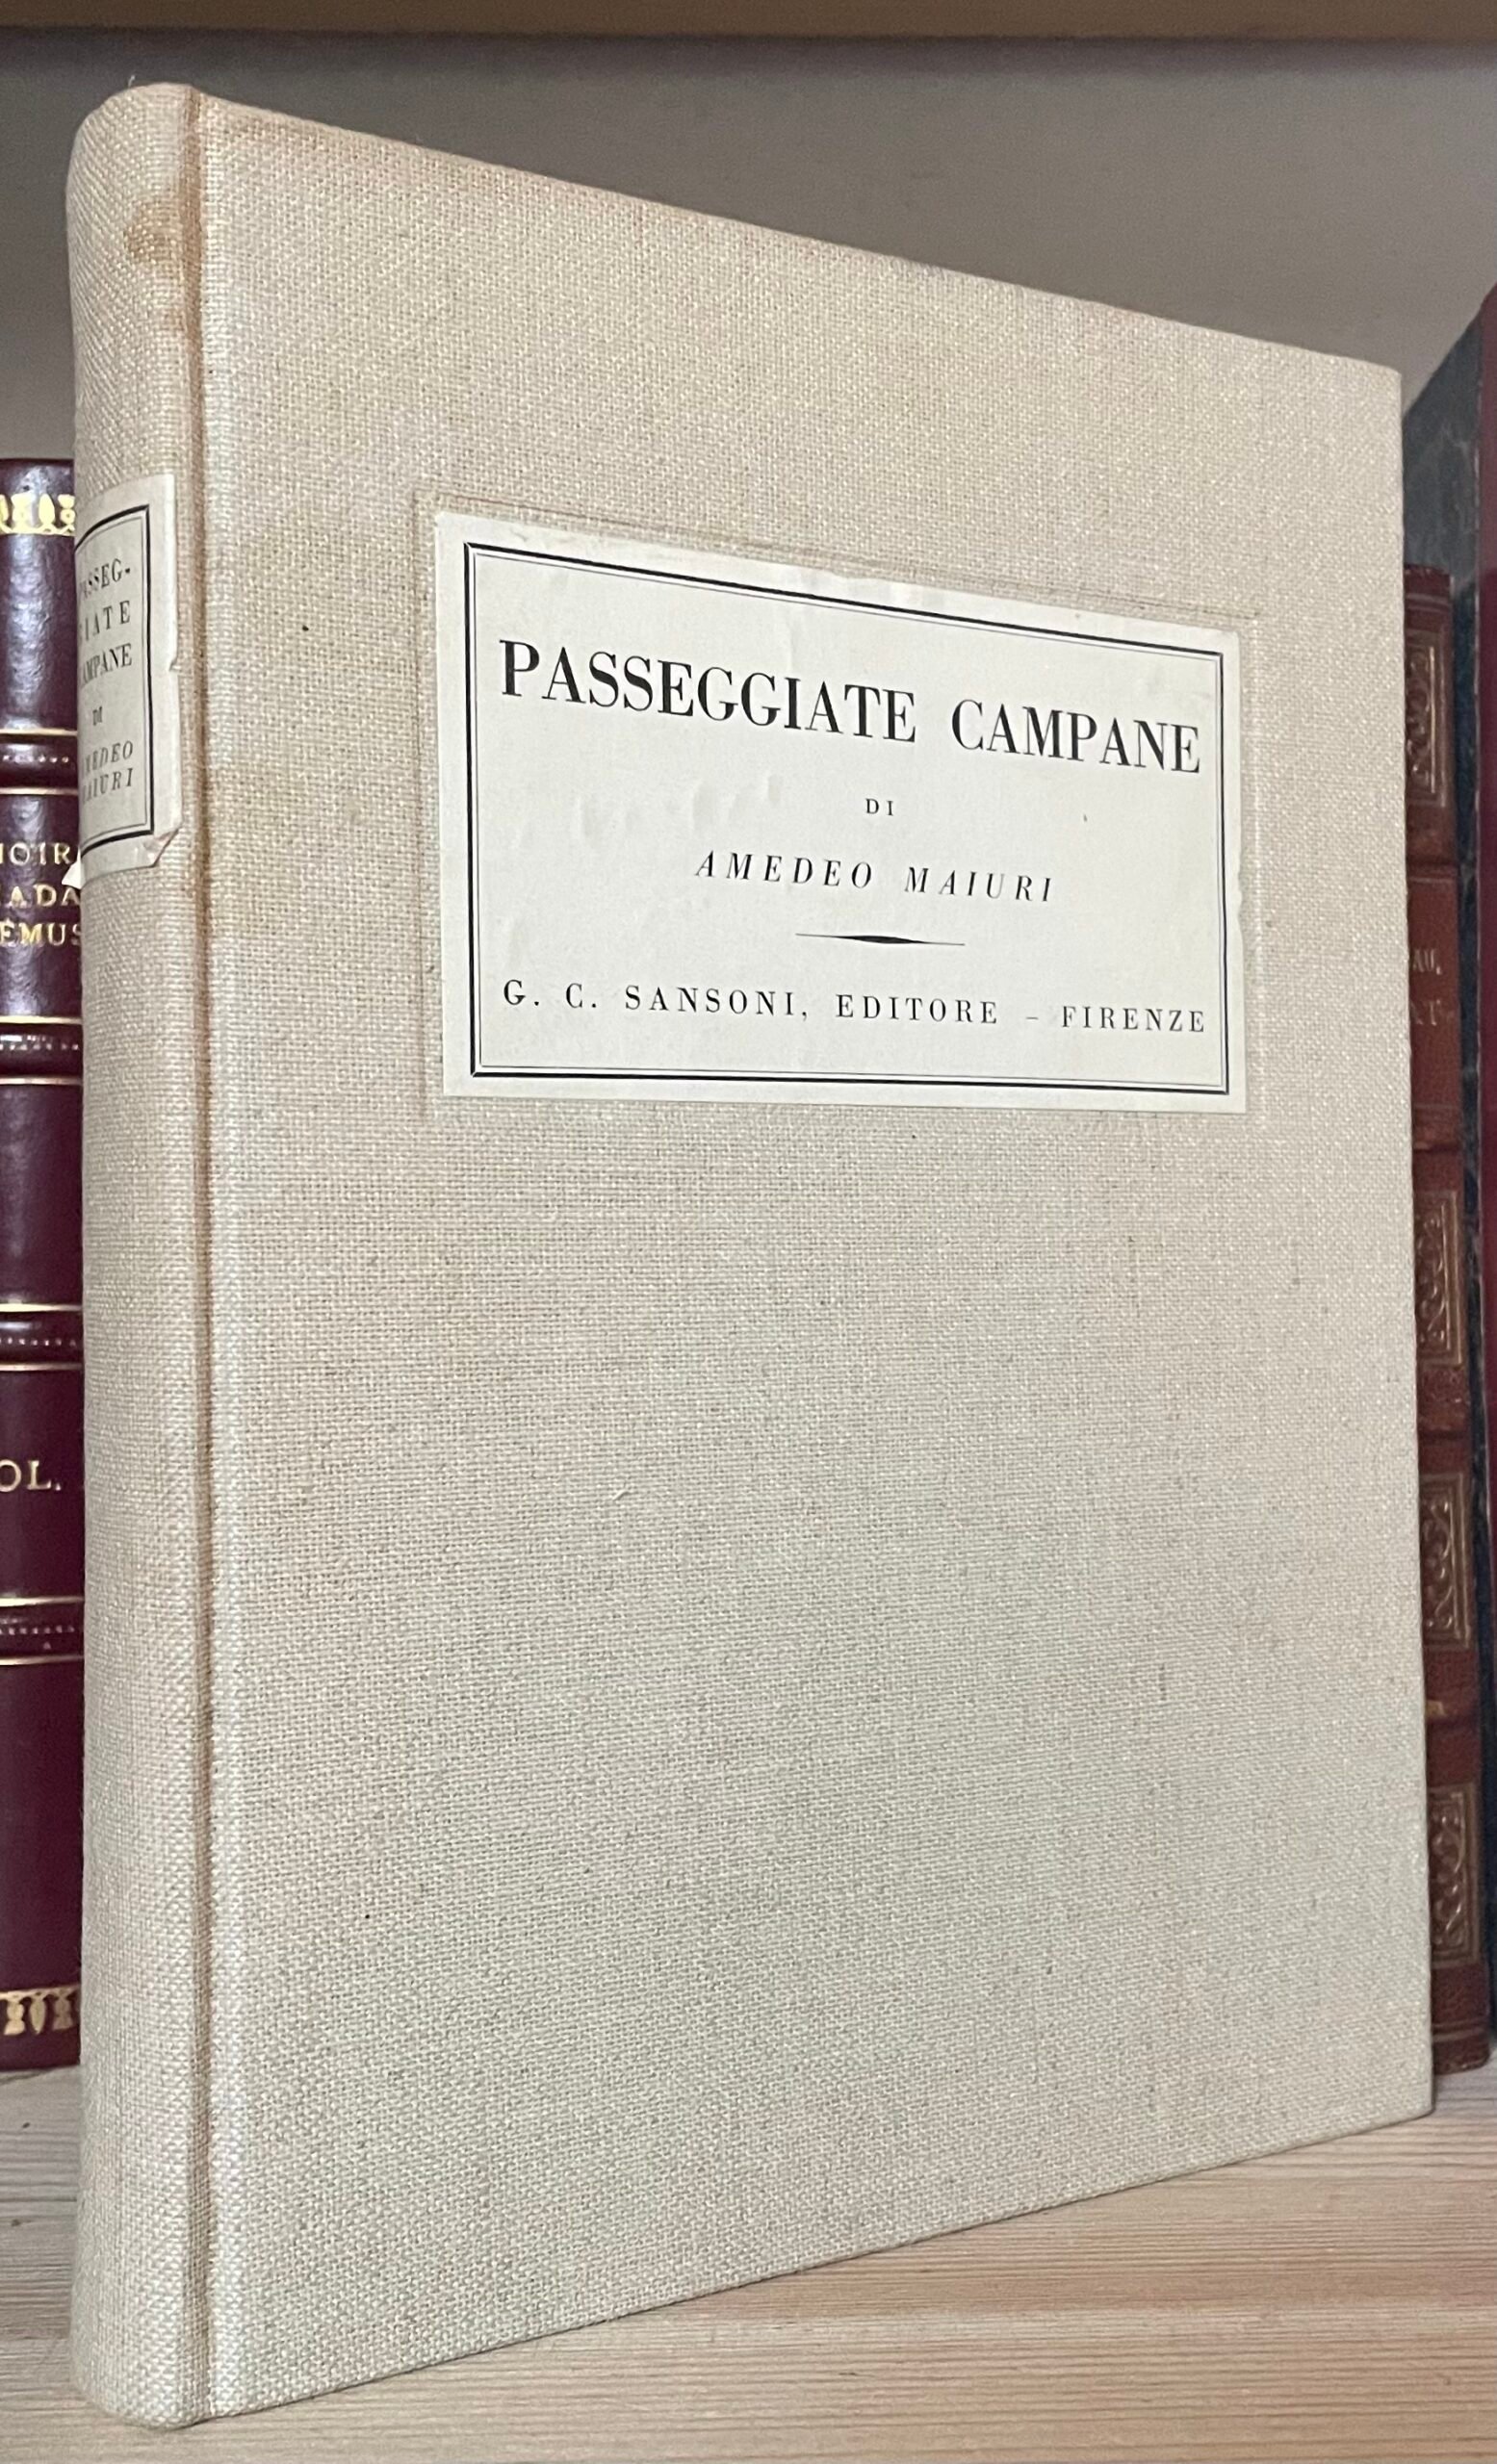 PASSEGGIATE CAMPANE
DI
AMEDEO MAIURI
G. C. SANSONI, EDITORE – FIRENZE
PASSEG-
GIATE
CAMPANE
DI
AMEDEO
MAIURI